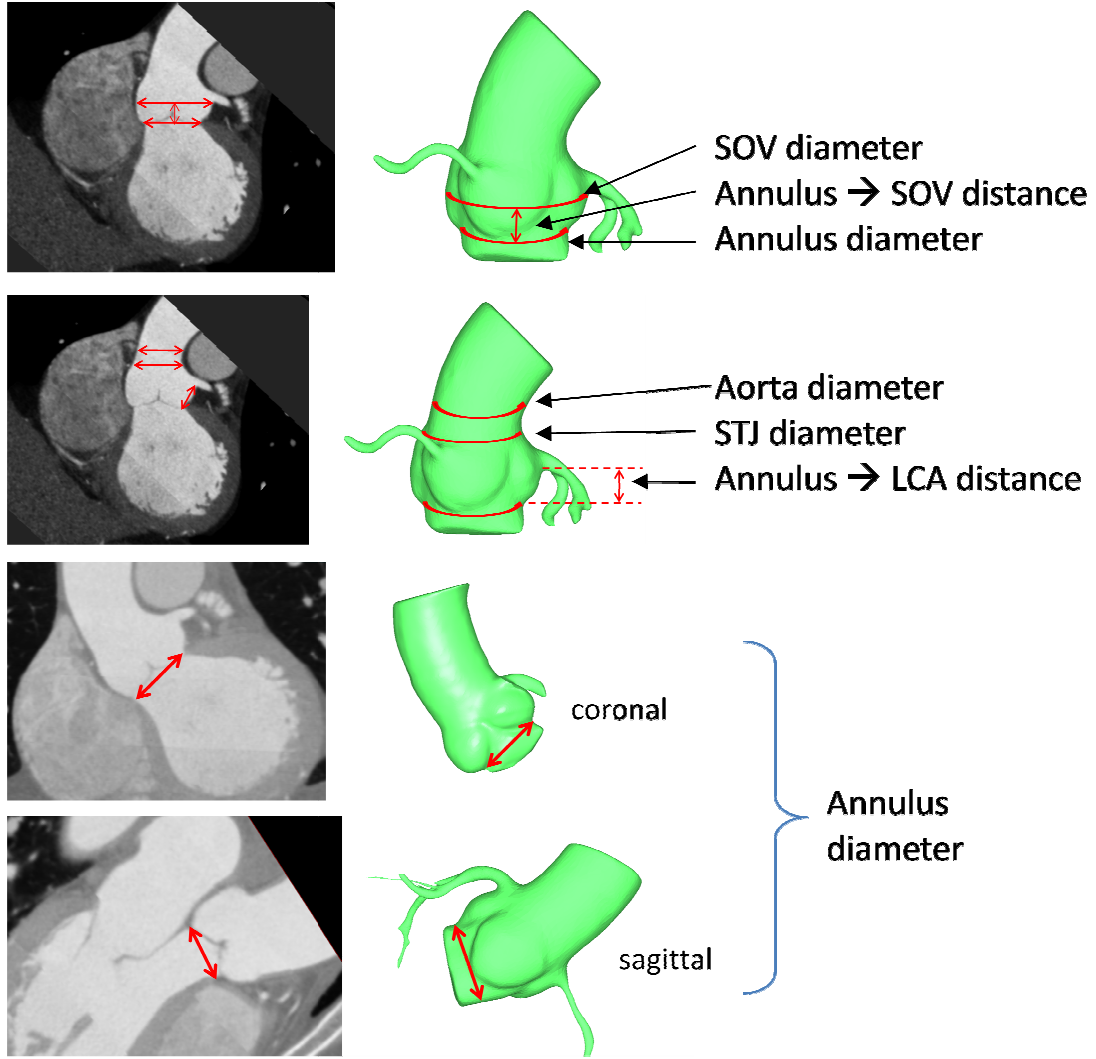 SOV diameter
Annulus → SOV distance
Annulus diameter
Aorta diameter
STJ diameter
Annulus → LCA distance
coronal
Annulus
diameter
sagittal